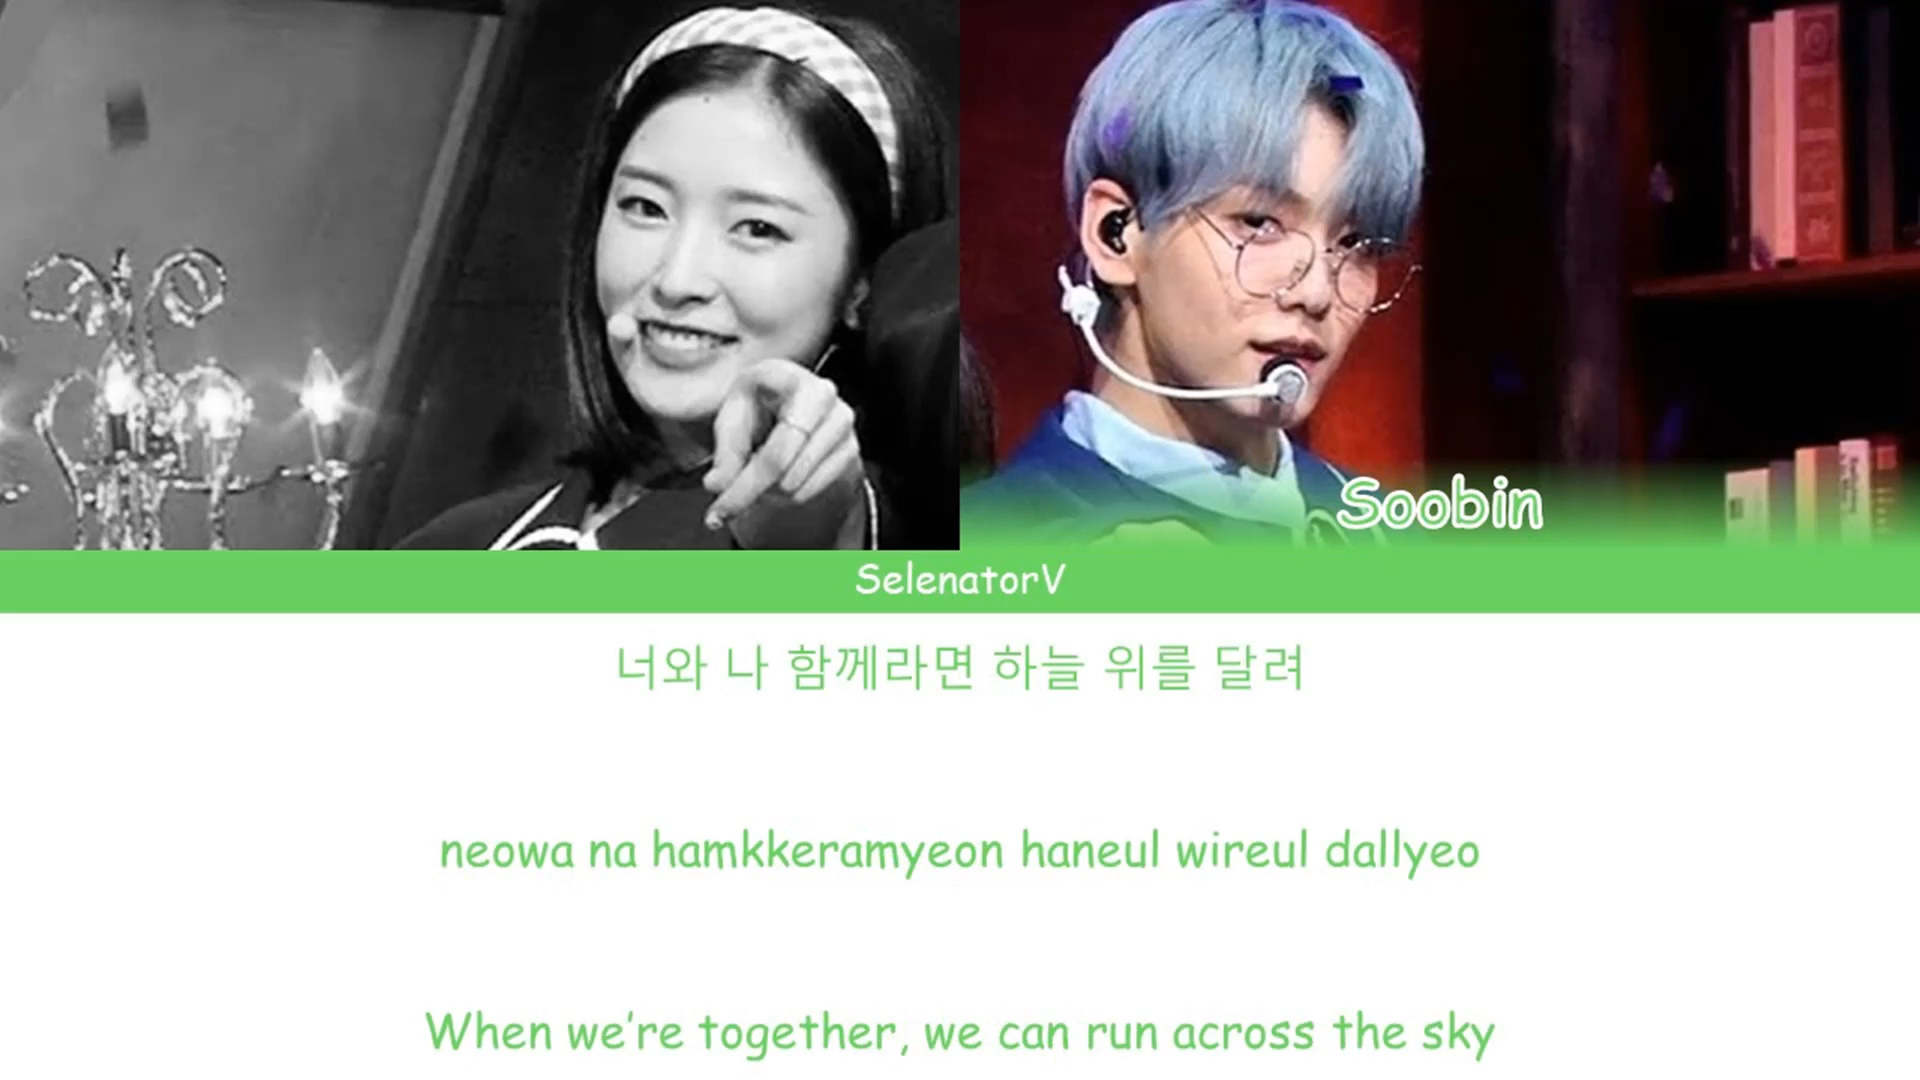 Soobin
SelenatorV
너와 나 함께라면 하늘 위를 달려
neowa na hamkkeramyeon haneul wireul dallyeo
When we're together, we can run across the sky